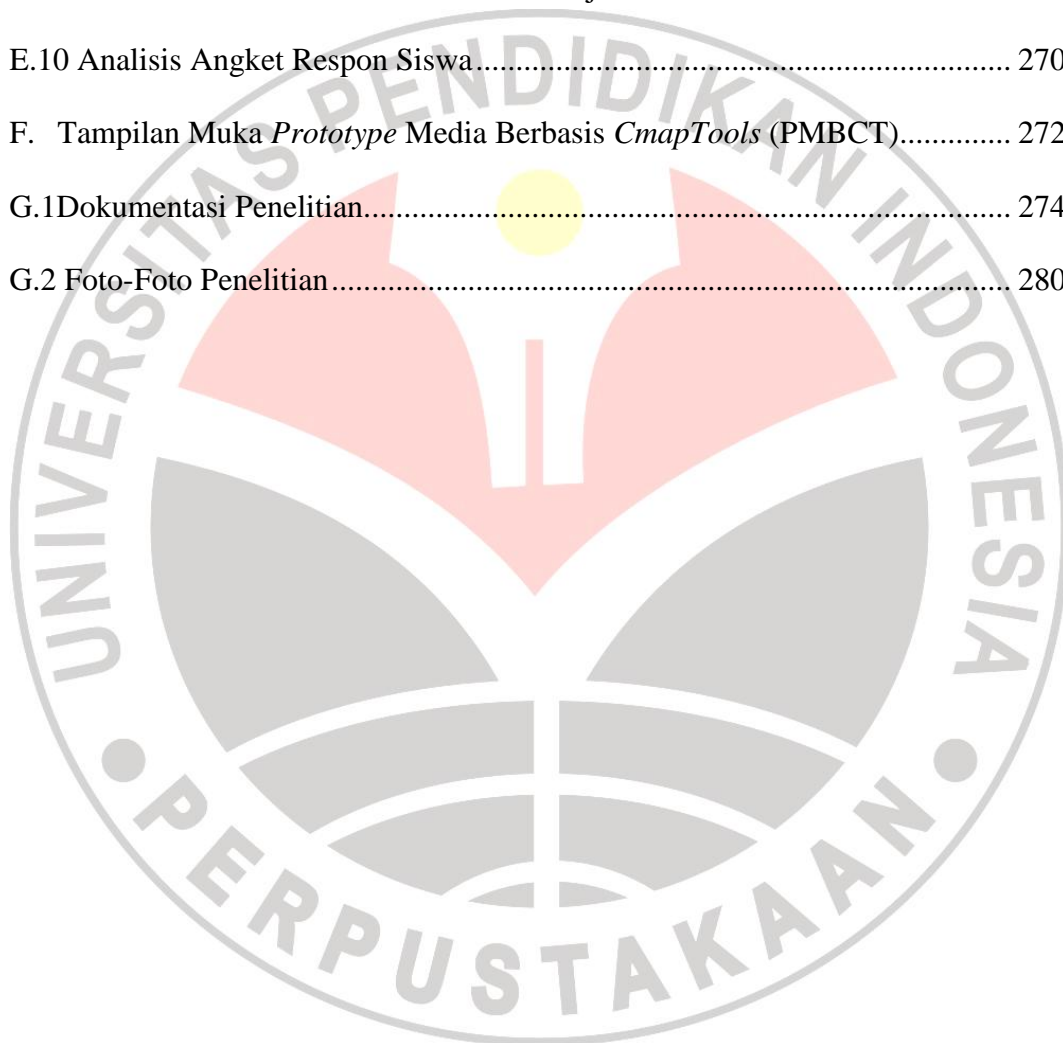 E.10 Analisis Angket Respon Siswa.......................................................................... 270
F. Tampilan Muka Prototype Media Berbasis CmapTools (PMBCT).............. 272
G.1Dokumentasi Penelitian......................................................................................... 274
G.2 Foto-Foto Penelitian.............................................................................................. 280
UNIVERSITAS PENDIDIKAN INDONESIA
PERPUSTAKAAN